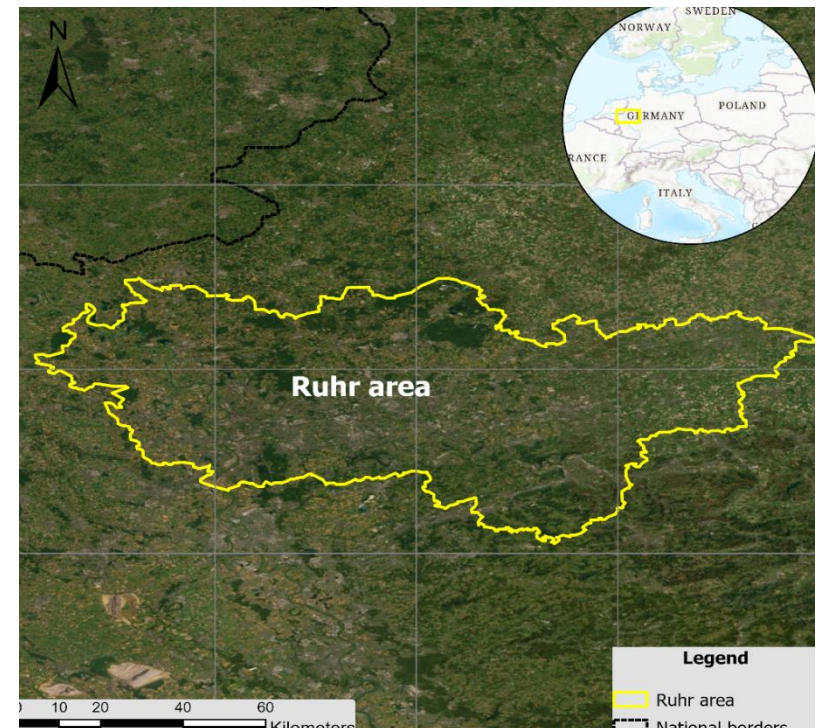 N
SWEDEN
NORWAY
GERMANY
POLAND
RANCE
ITALY
Ruhr area
Legend
Ruhr area
National borders
0 10 20 40 60
Kilometers